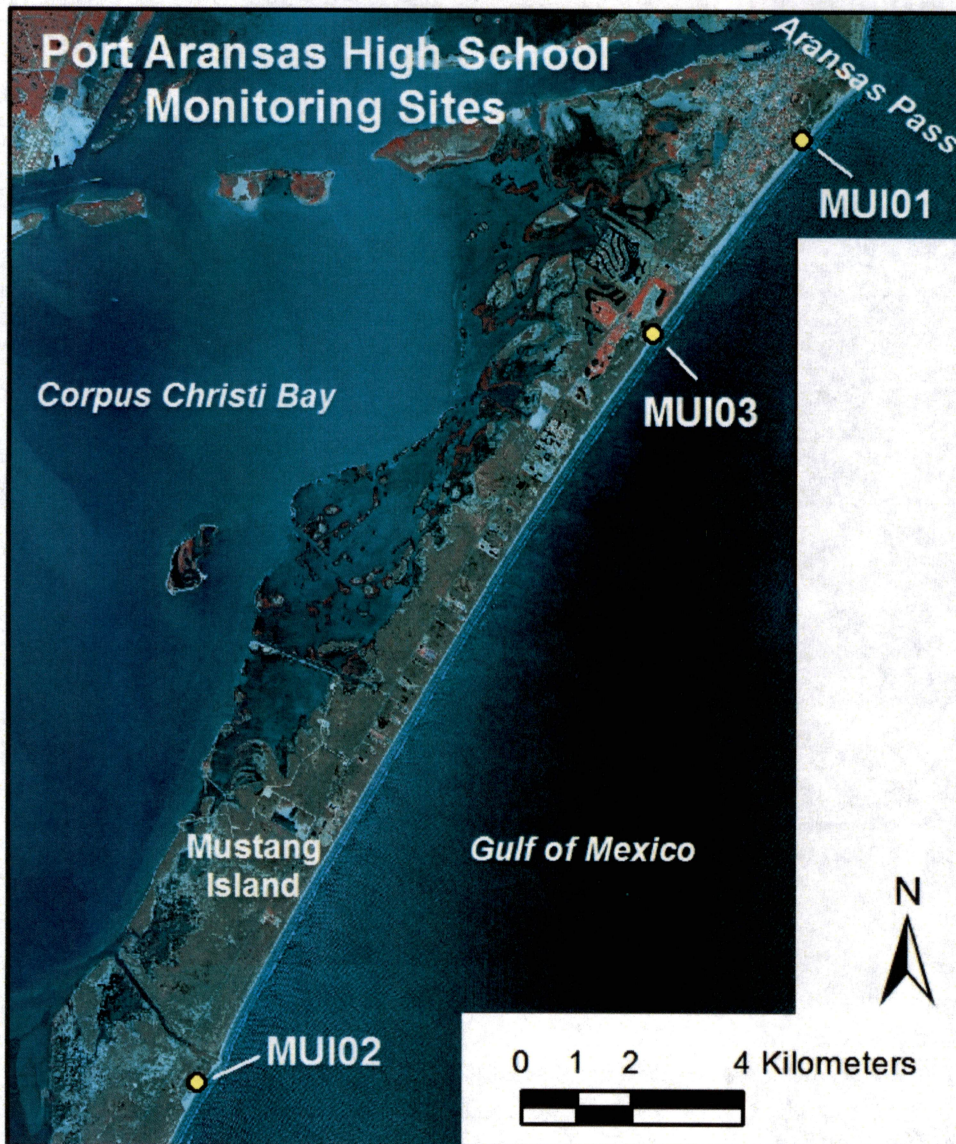 Port Aransas High School
Monitoring Sites
Aransas Pass
MUI01
MUI03
Corpus Christi Bay
Mustang
Island
Gulf of Mexico
N
MUI02
0 1 2 4 Kilometers